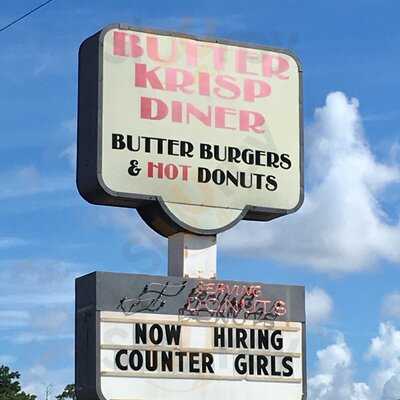 BUTTER
KRISP
DINER
BUTTER BURGERS
& HOT DONUTS
SERVING
DONUTS
NOW HIRING
COUNTER GIRLS